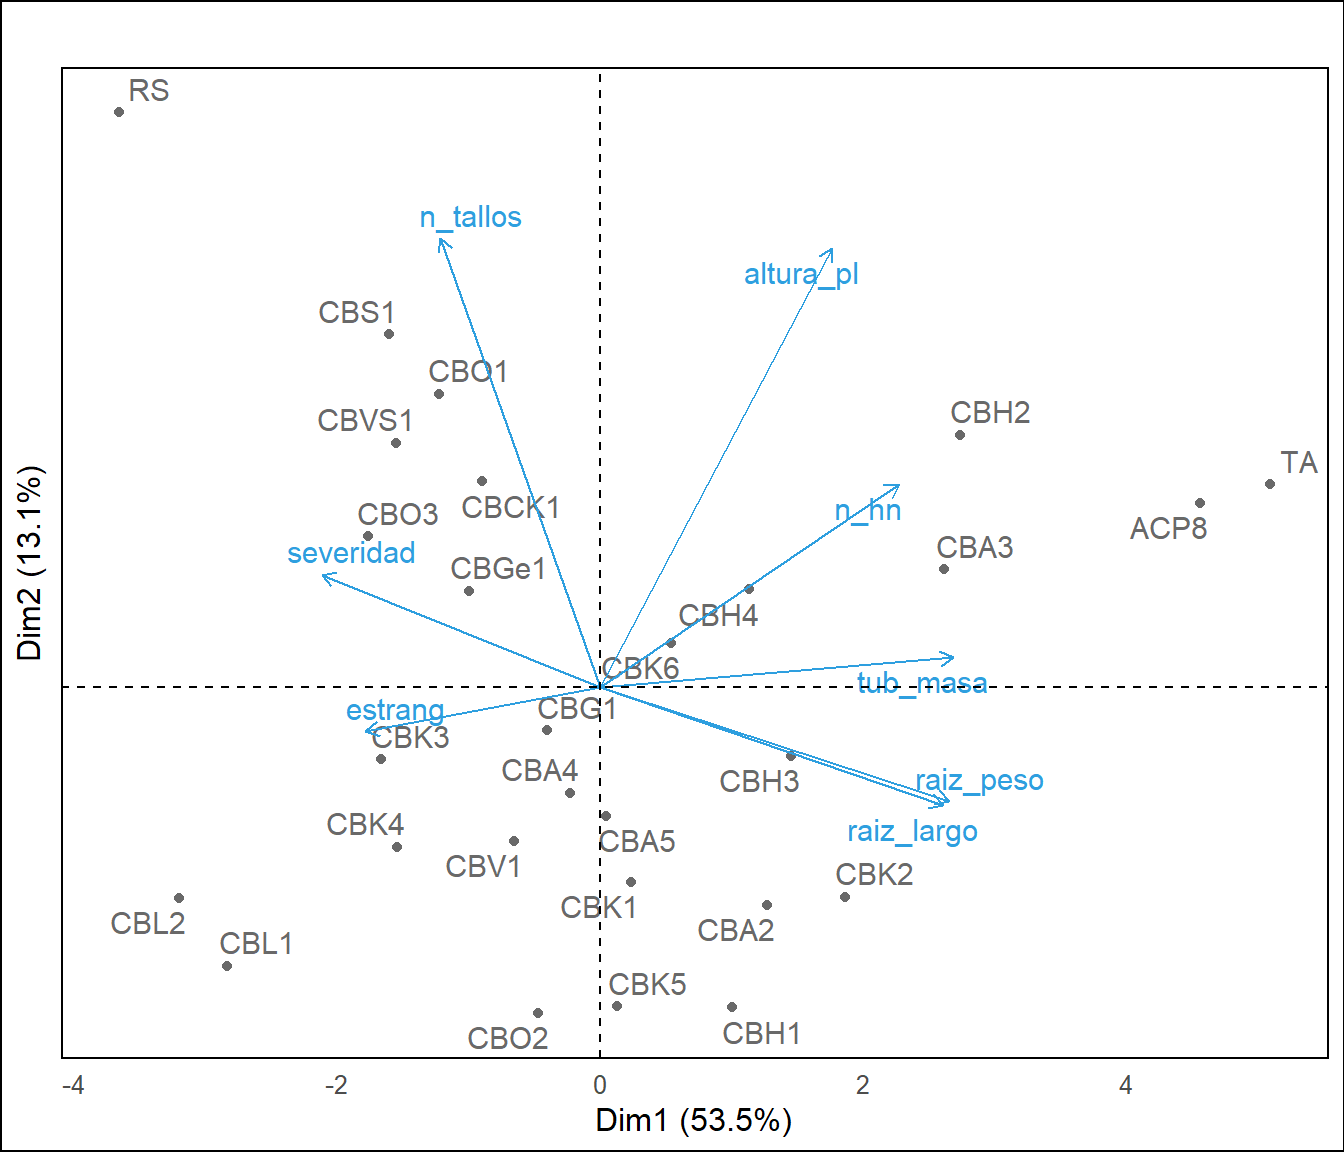 RS
n_tallos
altura_pl
CBS1
CBO1
CBH2
CBVS1
TA
CBCK1
n_hn
CBO3
ACP8
severidad
CBA3
CBGe1
CBH4
CBK6
tub_masa
estrang
CBG1
CBK3
CBA4
CBH3
raiz_peso
CBK4
raiz_largo
CBA5
CBV1
CBK2
CBK1
CBL2
CBA2
CBL1
CBK5
CBO2
CBH1
-4
-2
0
2
4
Dim1 (53.5%)
Dim2 (13.1%)